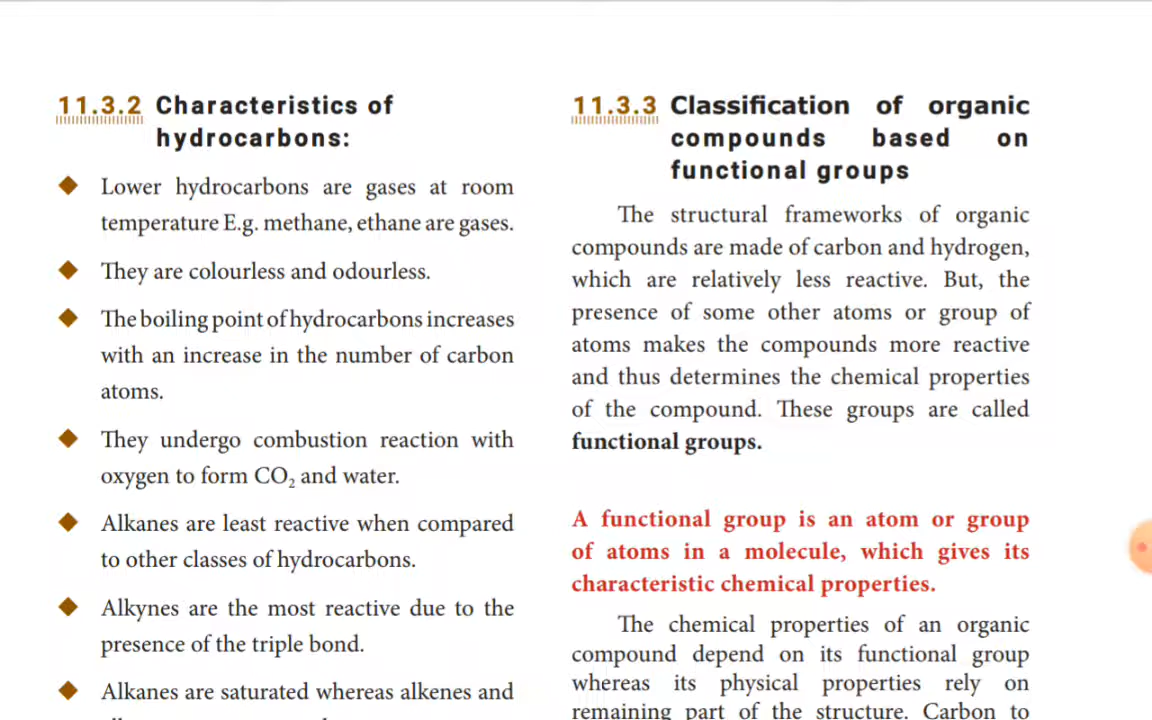 11.3.2 Characteristics of
hydrocarbons:
Lower hydrocarbons are gases at room
temperature E.g. methane, ethane are gases.
They are colourless and odourless.
The boiling point of hydrocarbons increases
with an increase in the number of carbon
atoms.
They undergo combustion reaction with
oxygen to form CO₂ and water.
Alkanes are least reactive when compared
to other classes of hydrocarbons.
Alkynes are the most reactive due to the
presence of the triple bond.
Alkanes are saturated whereas alkenes and
11.3.3 Classification of organic
compounds based on
functional groups
The structural frameworks of organic
compounds are made of carbon and hydrogen,
which are relatively less reactive. But, the
presence of some other atoms or group of
atoms makes the compounds more reactive
and thus determines the chemical properties
of the compound. These groups are called
functional groups.
A functional group is an atom or group
of atoms in a molecule, which gives its
characteristic chemical properties.
The chemical properties of an organic
compound depend on its functional group
whereas its physical properties rely on
remaining part of the structure. Carbon to